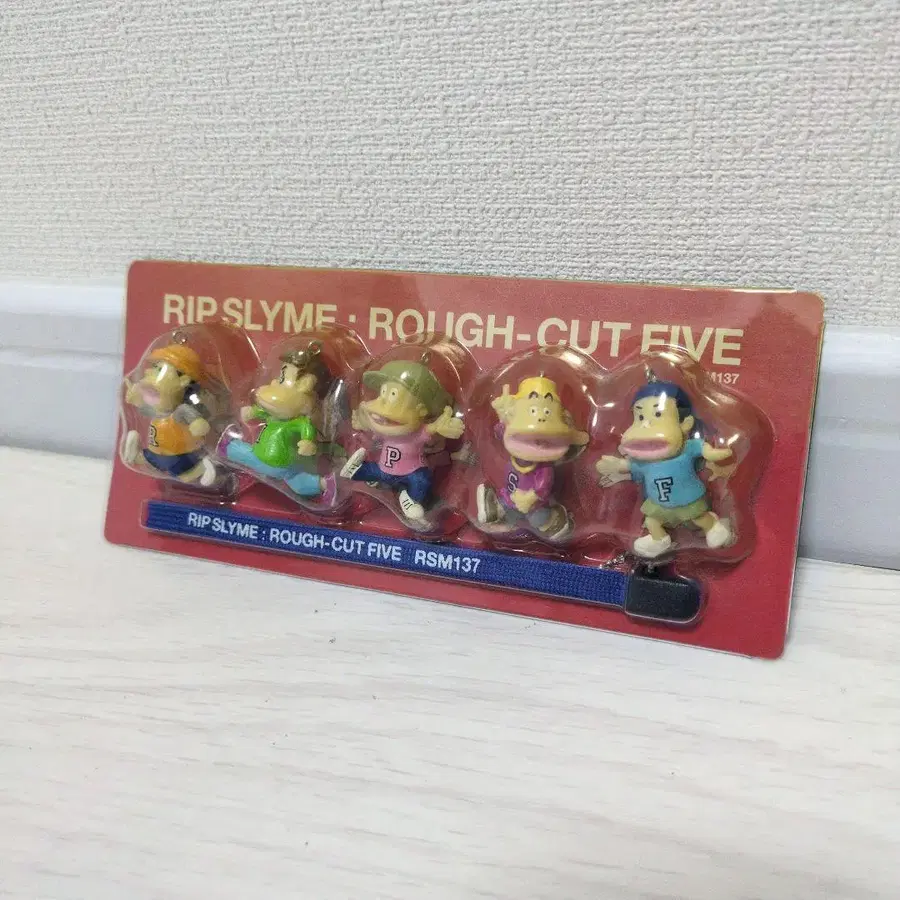 RIP SLYME : ROUGH-CUT FIVE
R
P
F
RIP SLYME : ROUGH-CUT FIVE RSM137